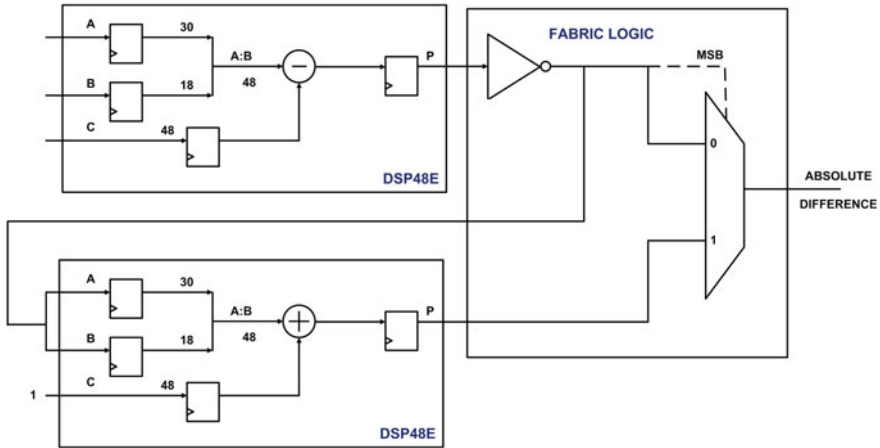 A
30
A:B
48
B
18
C
48
P
DSP48E
FABRIC LOGIC
MSB
0
1
ABSOLUTE
DIFFERENCE
A
30
A:B
48
B
18
1
C
48
P
DSP48E